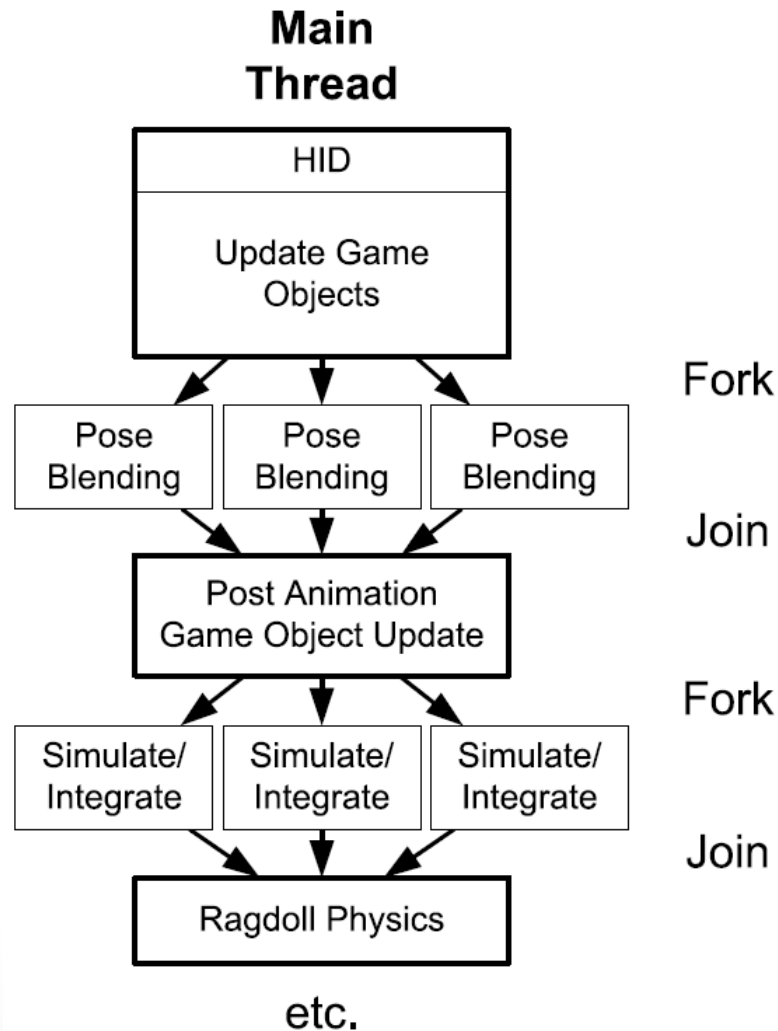 Main
Thread
HID
Update Game
Objects
Fork
Pose
Blending
Pose
Blending
Pose
Blending
Join
Post Animation
Game Object Update
Fork
Simulate/
Integrate
Simulate/
Integrate
Simulate/
Integrate
Join
Ragdoll Physics
etc.